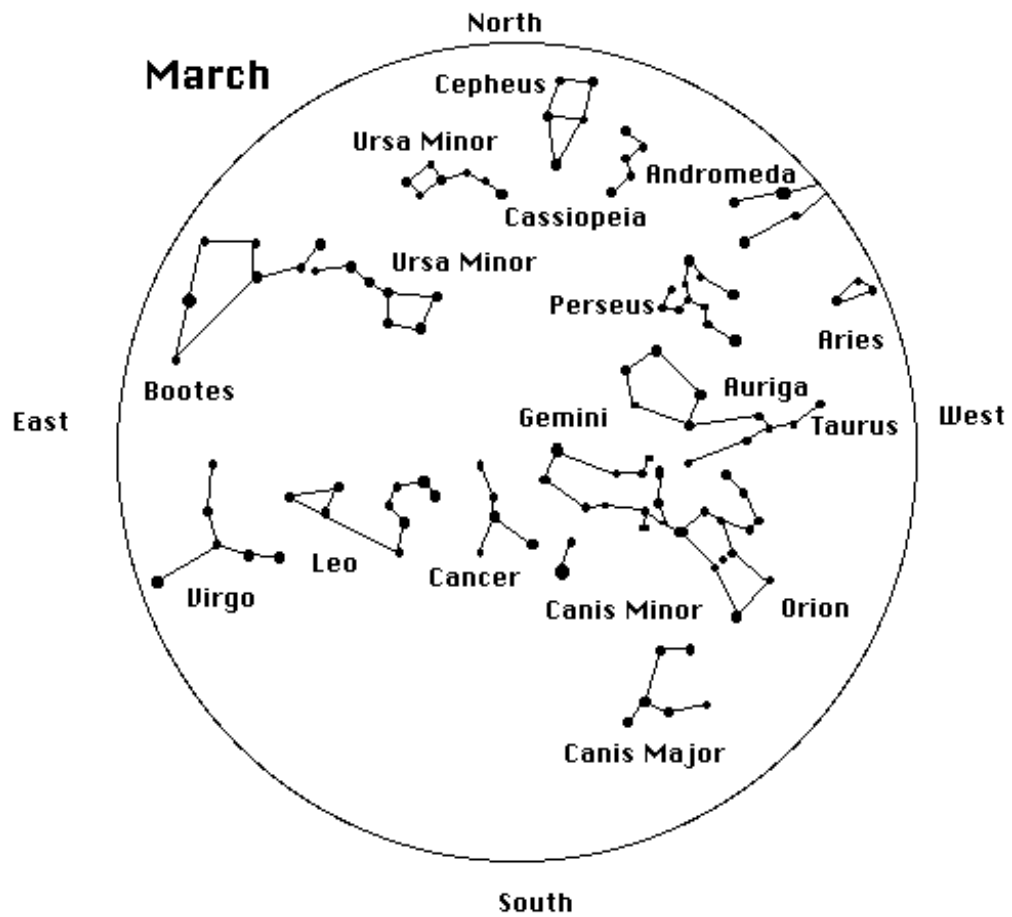 North
March
Cepheus
Ursa Minor
Andromeda
Cassiopeia
Ursa Minor
Perseus
Aries
Bootes
Auriga
East
Gemini
West
Taurus
Leo
Cancer
Virgo
Canis Minor
Orion
Canis Major
South